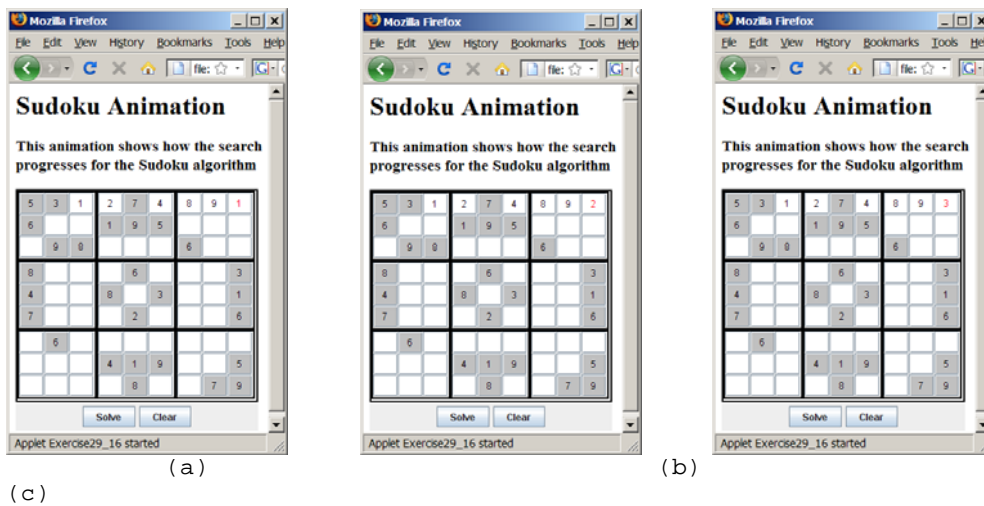 Mozilla Firefox
File Edit View History Bookmarks Tools Help
file:
Sudoku Animation
This animation shows how the search
progresses for the Sudoku algorithm
5 3 1 2 7 4 8 9 1
6 1 9 5
9 8 6
8 6 3
4 8 3 1
7 2 6
6
4 1 9 5
8 7 9
Solve Clear
Applet Exercise29_16 started
Mozilla Firefox
File Edit View History Bookmarks Tools Help
file:
Sudoku Animation
This animation shows how the search
progresses for the Sudoku algorithm
5 3 1 2 7 4 8 9 2
6 1 9 5
9 8 6
8 6 3
4 8 3 1
7 2 6
6
4 1 9 5
8 7 9
Solve Clear
Applet Exercise29_16 started
Mozilla Firefox
File Edit View History Bookmarks Tools He
file:
Sudoku Animation
This animation shows how the search
progresses for the Sudoku algorithm
5 3 1 2 7 4 8 9 3
6 1 9 5
9 8 6
8 6 3
4 8 3 1
7 2 6
6
4 1 9 5
8 7 9
Solve Clear
Applet Exercise29_16 started
(a) (b)
(c)